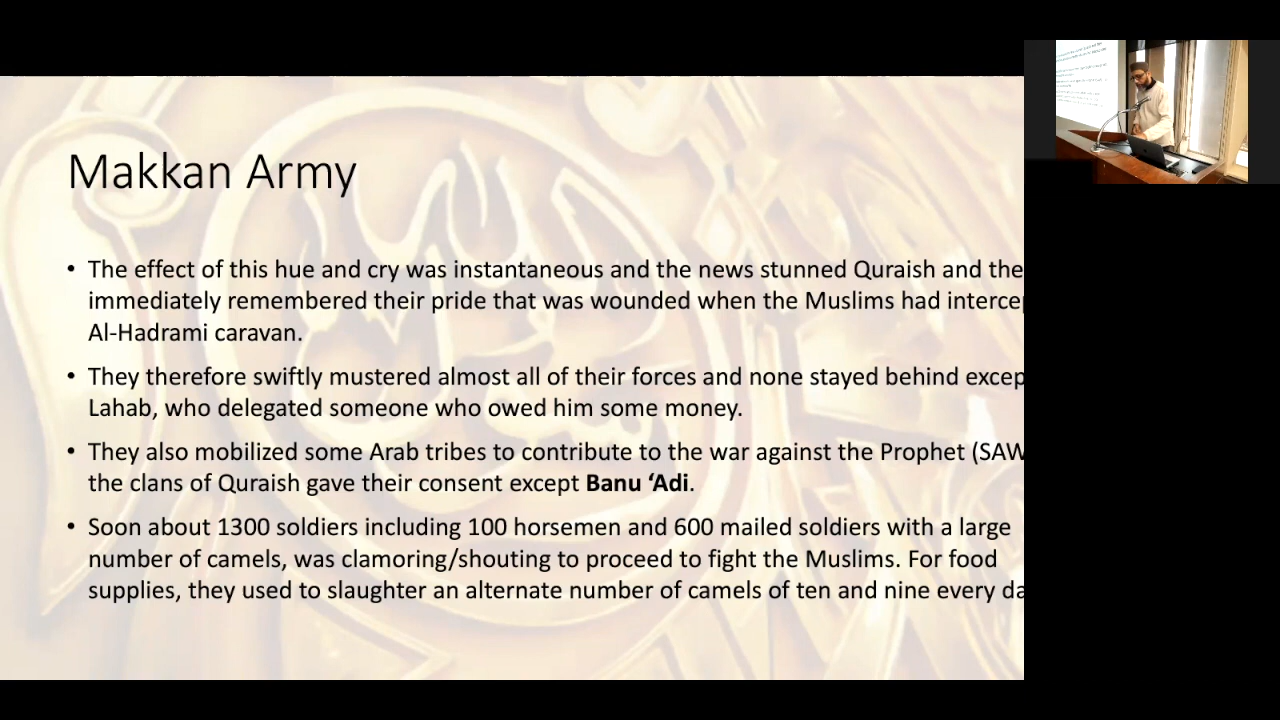 Makkan Army
• The effect of this hue and cry was instantaneous and the news stunned Quraish and the
immediately remembered their pride that was wounded when the Muslims had interce
Al-Hadrami caravan.
• They therefore swiftly mustered almost all of their forces and none stayed behind excep
Lahab, who delegated someone who owed him some money.
• They also mobilized some Arab tribes to contribute to the war against the Prophet (SAW
the clans of Quraish gave their consent except Banu ‘Adi.
• Soon about 1300 soldiers including 100 horsemen and 600 mailed soldiers with a large
number of camels, was clamoring/shouting to proceed to fight the Muslims. For food
supplies, they used to slaughter an alternate number of camels of ten and nine every da